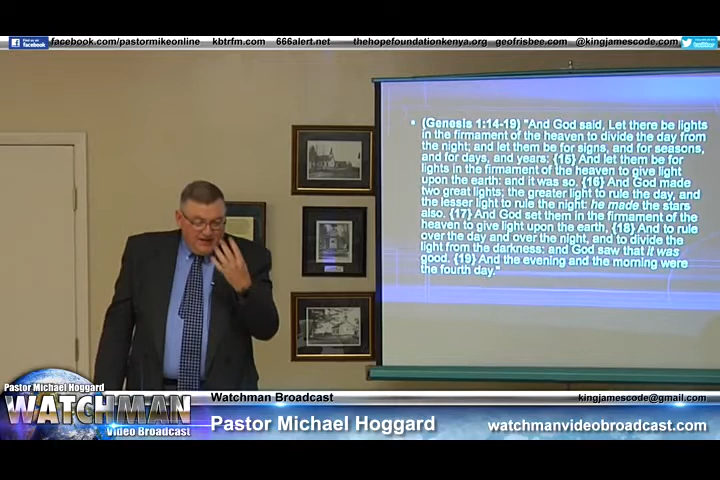 Find us on facebook facebook.com/pastormikeonline kbtrfm.com 666alert.net thehopefoundationkenya.org geofrisbee.com @kingjamescode.com twitter
(Genesis 1:14-19) "And God said, Let there be lights
in the firmament of the heaven to divide the day from
the night; and let them be for signs, and for seasons,
and for days, and years: {15} And let them be for
lights in the firmament of the heaven to give light
upon the earth: and it was so. {16} And God made
two great lights; the greater light to rule the day, and
the lesser light to rule the night: he made the stars
also. {17} And God set them in the firmament of the
heaven to give light upon the earth, {18} And to rule
over the day and over the night, and to divide the
light from the darkness: and God saw that it was
good. {19} And the evening and the morning were
the fourth day."
Pastor Michael Hoggard
WATCHMAN
Video Broadcast
Watchman Broadcast kingjamescode@gmail.com
Pastor Michael Hoggard watchmanvideobroadcast.com